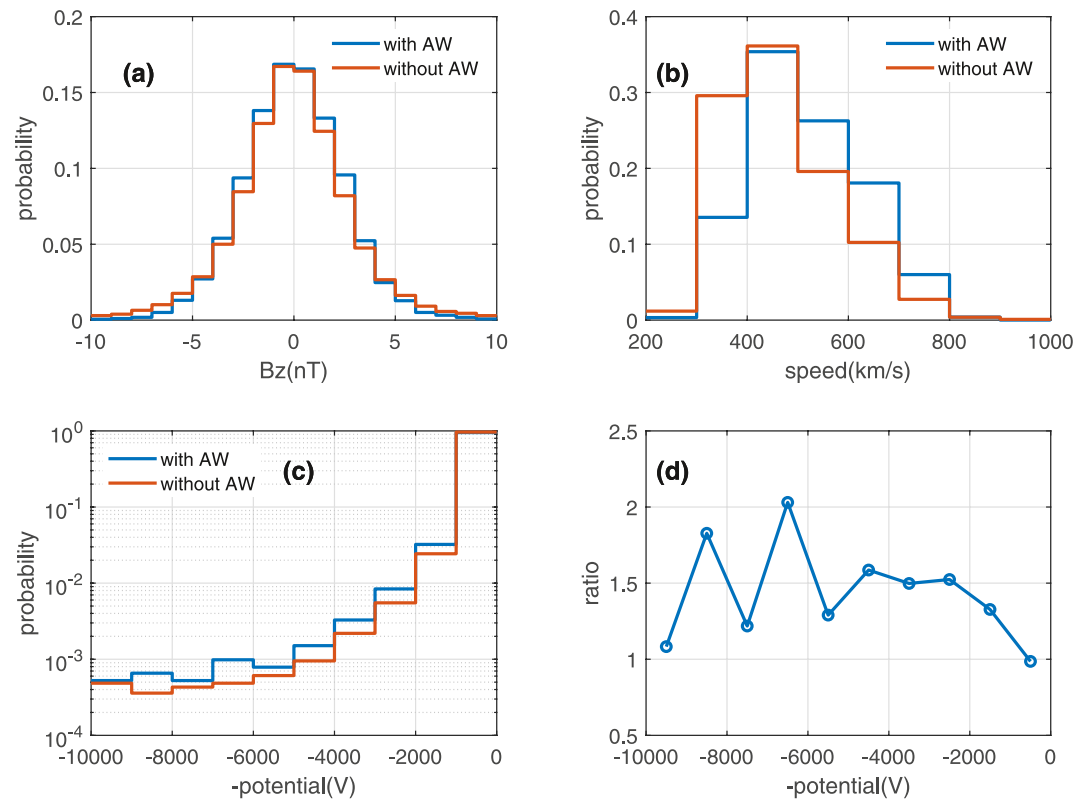 0.2
0.15
0.1
0.05
0
probability
(a)
with AW
without AW
-10
-5
0
5
10
Bz(nT)
0.4
0.3
0.2
0.1
0
probability
(b)
with AW
without AW
200
400
600
800
1000
speed(km/s)
10^0
10^-1
10^-2
10^-3
10^-4
probability
with AW
without AW
(c)
-10000
-8000
-6000
-4000
-2000
0
-potential(V)
2.5
2
1.5
1
0.5
ratio
(d)
-10000
-8000
-6000
-4000
-2000
0
-potential(V)